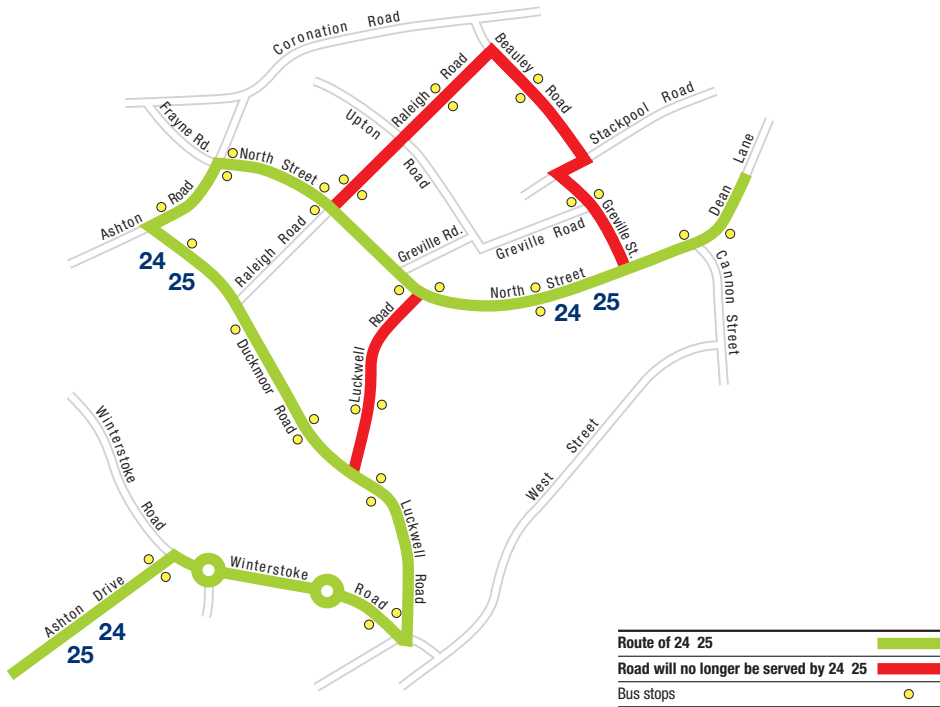 Coronation Road
Beauley Road
Raleigh Road
Frayne Rd.
Upton Road
Stackpool Road
North Street
Dean Lane
Ashton Road
Raleigh Road
Greville Rd.
Greville Road
Greville St.
24
25
Cannon Street
North Street
24 25
Luckwell Road
Duckmoor Road
Winterstoke Road
West Street
Luckwell Road
Winterstoke Road
Ashton Drive
24
25
Route of 24 25
Road will no longer be served by 24 25
Bus stops